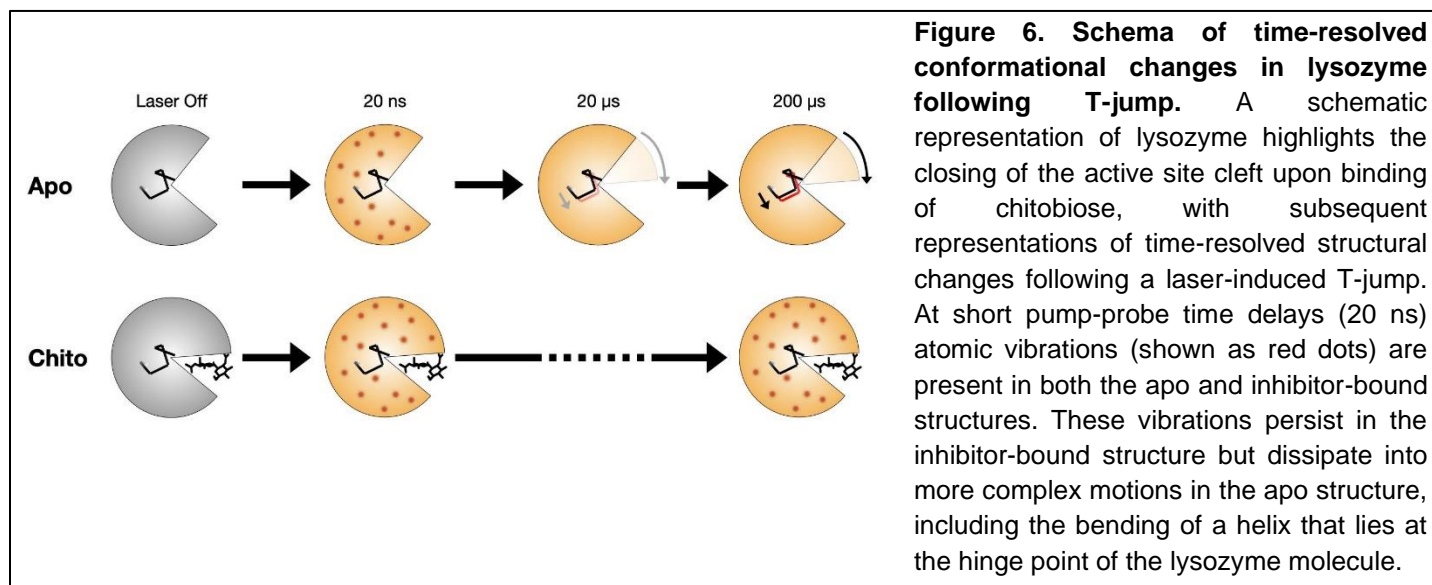 Laser Off 20 ns 20 µs 200 µs
Apo
Chito
Figure 6. Schema of time-resolved
conformational changes in lysozyme
following T-jump. A schematic
representation of lysozyme highlights the
closing of the active site cleft upon binding
of chitobiose, with subsequent
representations of time-resolved structural
changes following a laser-induced T-jump.
At short pump-probe time delays (20 ns)
atomic vibrations (shown as red dots) are
present in both the apo and inhibitor-bound
structures. These vibrations persist in the
inhibitor-bound structure but dissipate into
more complex motions in the apo structure,
including the bending of a helix that lies at
the hinge point of the lysozyme molecule.